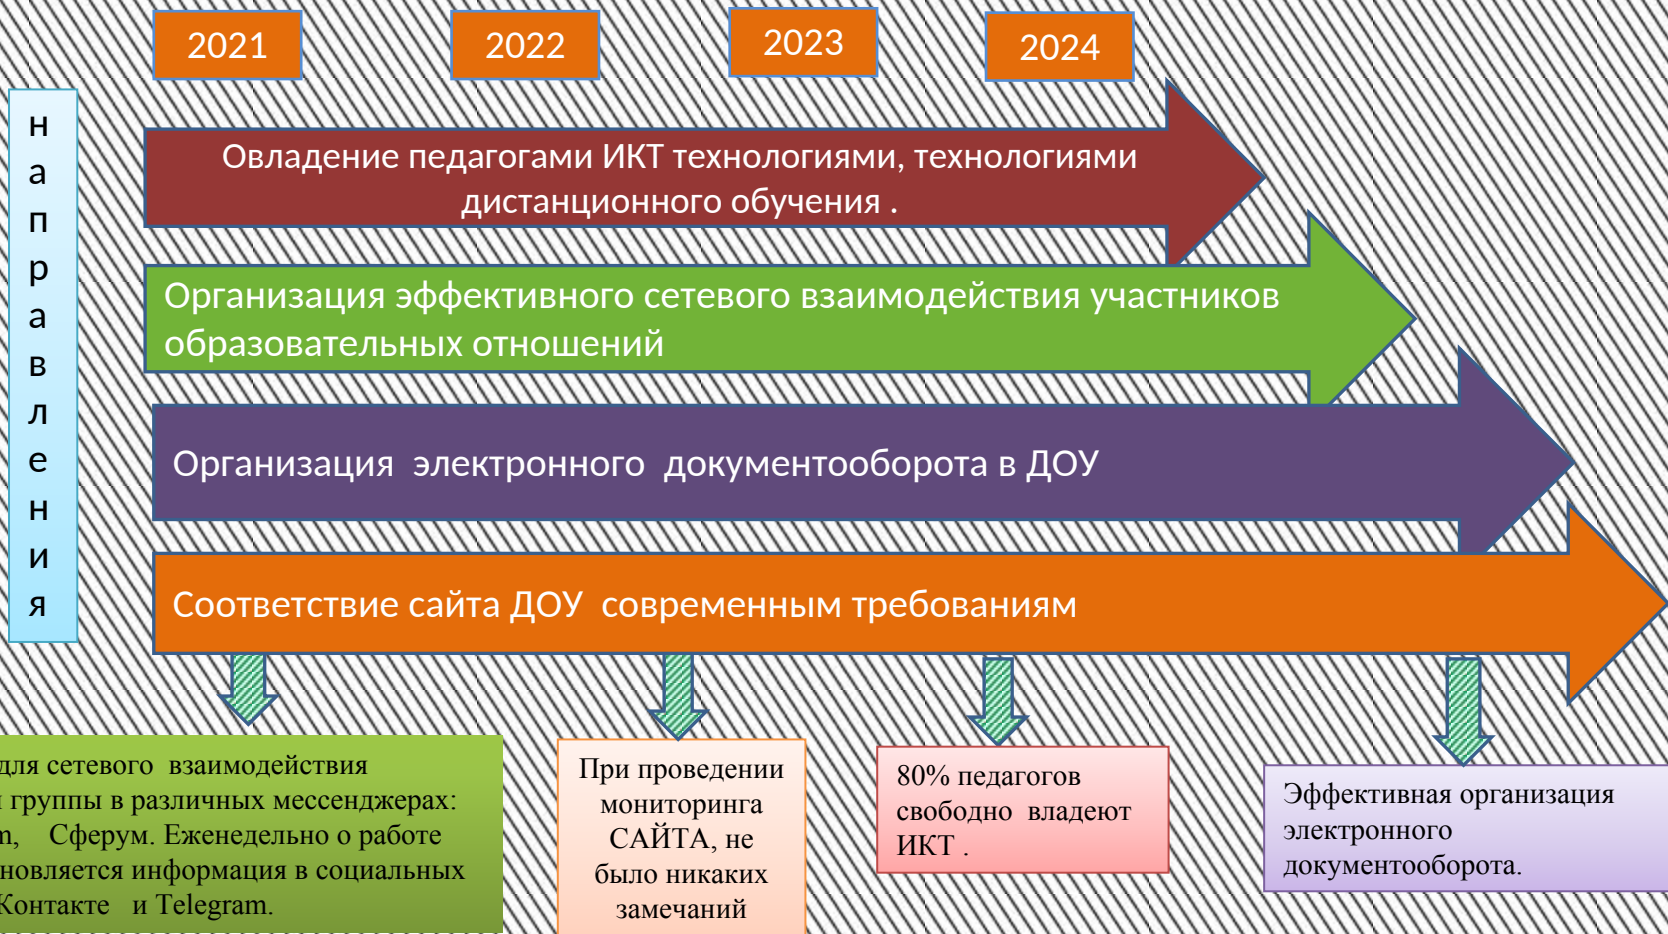 2021
2022
2023
2024
направления
Овладение педагогами ИКТ технологиями, технологиями
дистанционного обучения .
Организация эффективного сетевого взаимодействия участников
образовательных отношений
Организация электронного документооборота в ДОУ
Соответствие сайта ДОУ современным требованиям
для сетевого взаимодействия
группы в различных мессенджерах:
Сферум. Еженедельно о работе
информация в социальных
и Telegram.
При проведении
мониторинга
САЙТА, не
было никаких
замечаний
80% педагогов
свободно владеют
ИКТ .
Эффективная организация
электронного
документооборота.